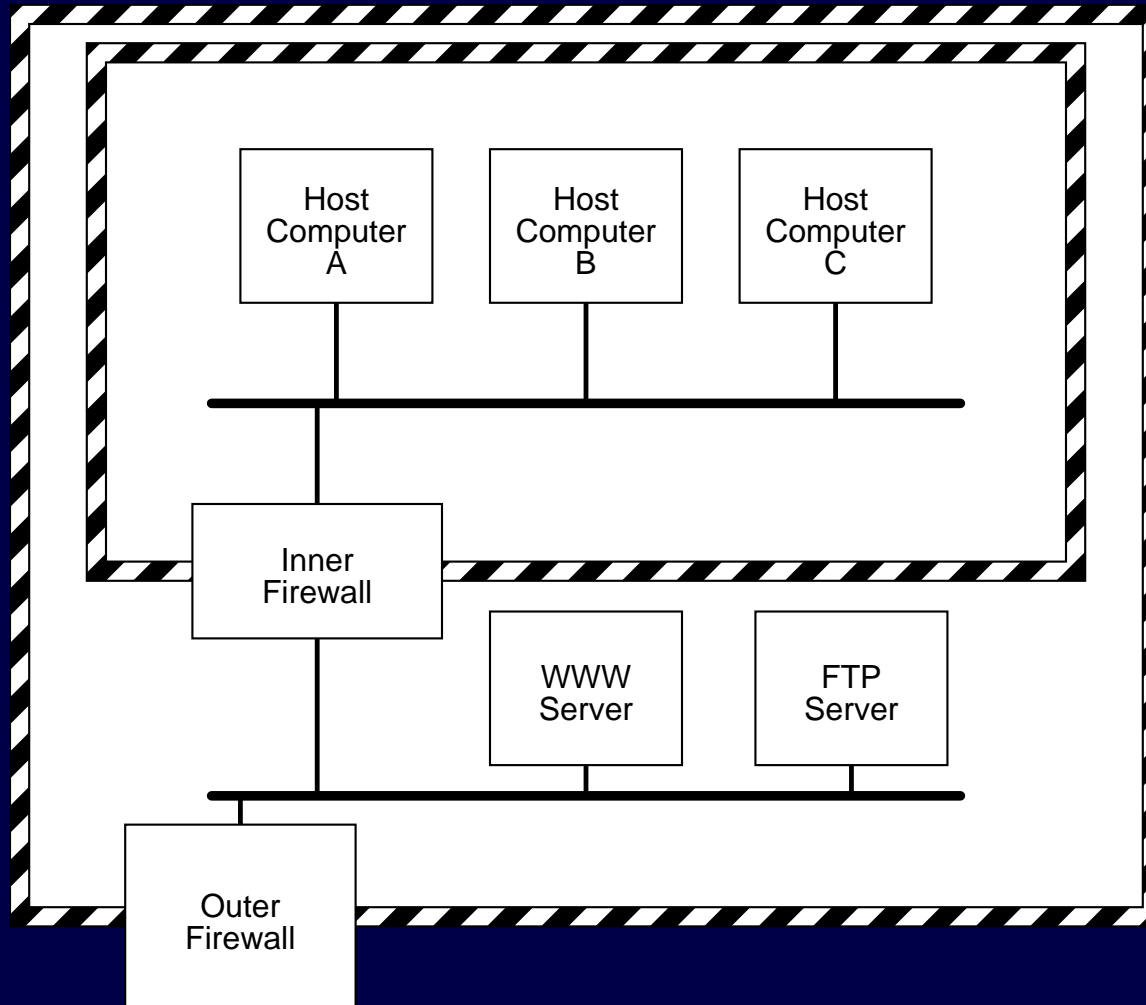 Host
Computer
A
Host
Computer
B
Host
Computer
C
Inner
Firewall
WWW
Server
FTP
Server
Outer
Firewall